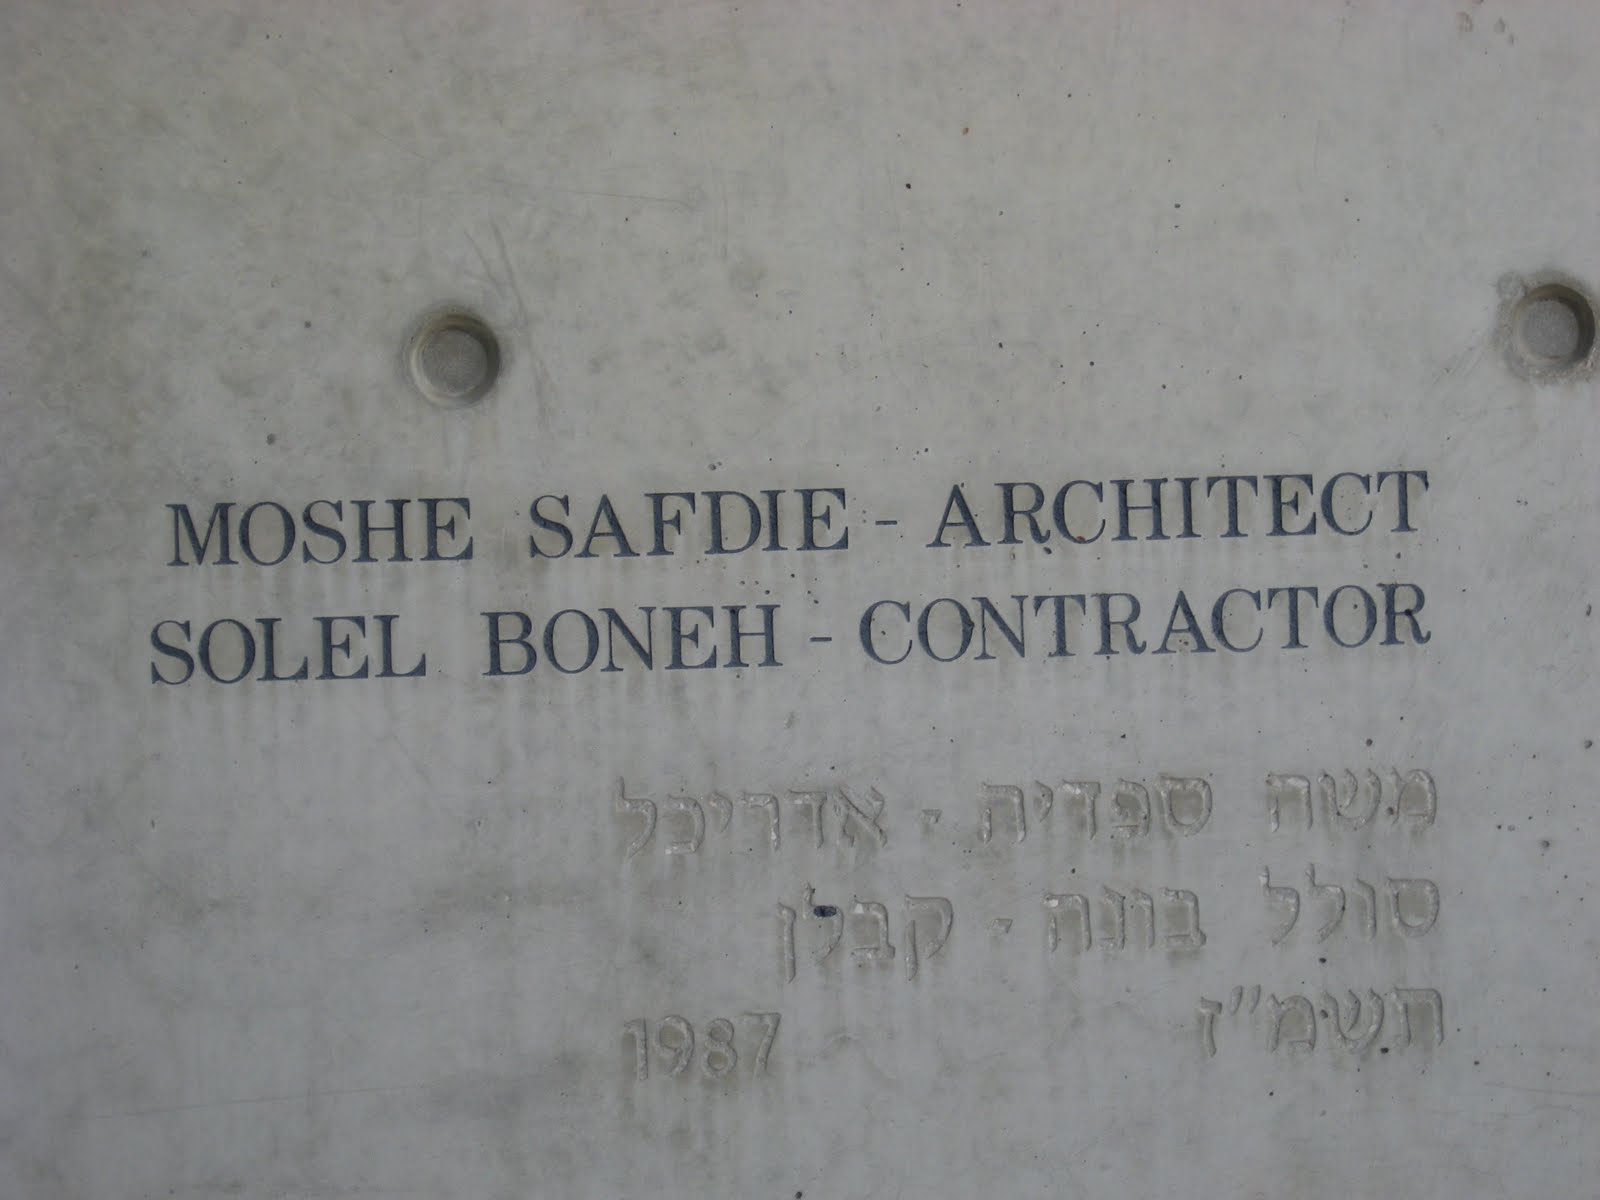 MOSHE SAFDIE - ARCHITECT
SOLEL BONEH - CONTRACTOR
משה ספדיה - אדריכל
סולל בונה - קבלן
תשמ"ז 1987